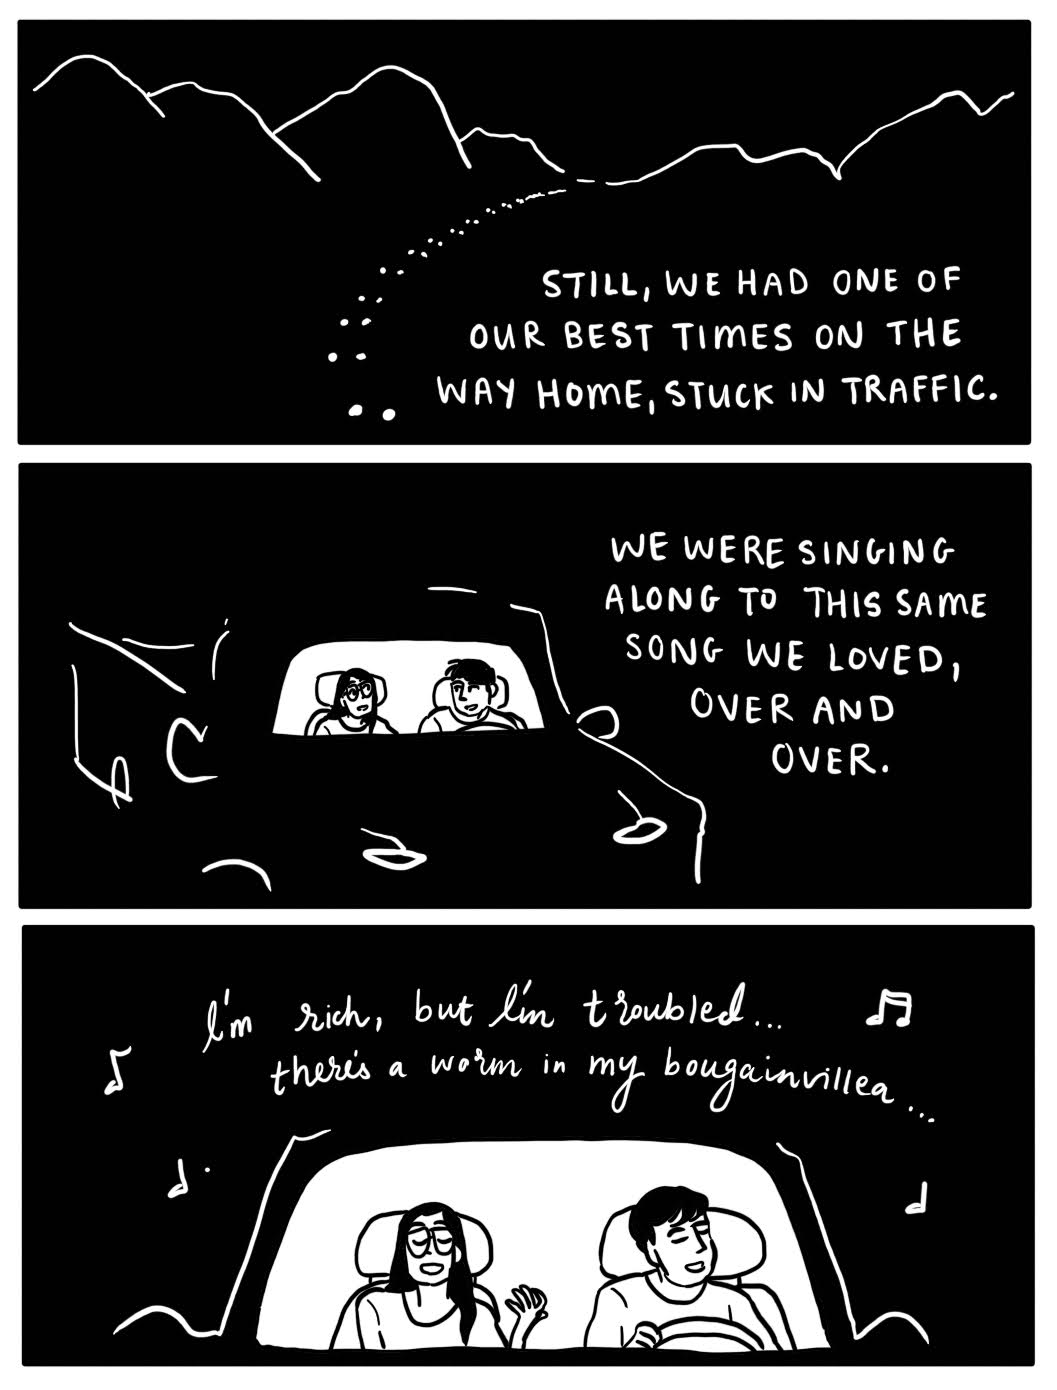 STILL, WE HAD ONE OF
OUR BEST TIMES ON THE
WAY HOME, STUCK IN TRAFFIC.
WE WERE SINGING
ALONG TO THIS SAME
SONG WE LOVED,
OVER AND
OVER.
I'm rich, but I'm troubled...
there's a worm in my bougainvillea...